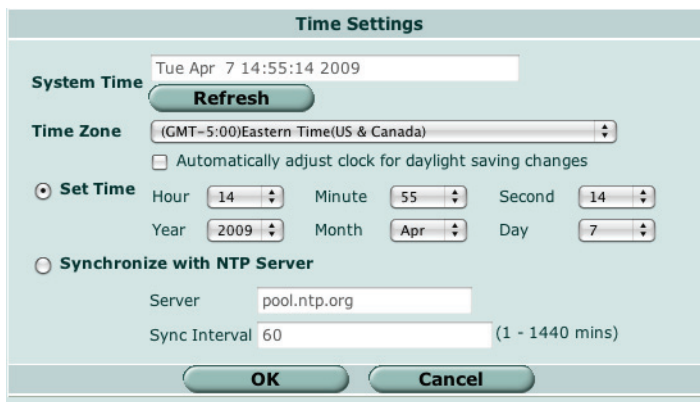 Time Settings
System Time
Tue Apr 7 14:55:14 2009
Refresh
Time Zone
(GMT-5:00)Eastern Time(US & Canada)
Automatically adjust clock for daylight saving changes
Set Time
Hour 14 Minute 55 Second 14
Year 2009 Month Apr Day 7
Synchronize with NTP Server
Server pool.ntp.org
Sync Interval 60 (1 - 1440 mins)
OK Cancel